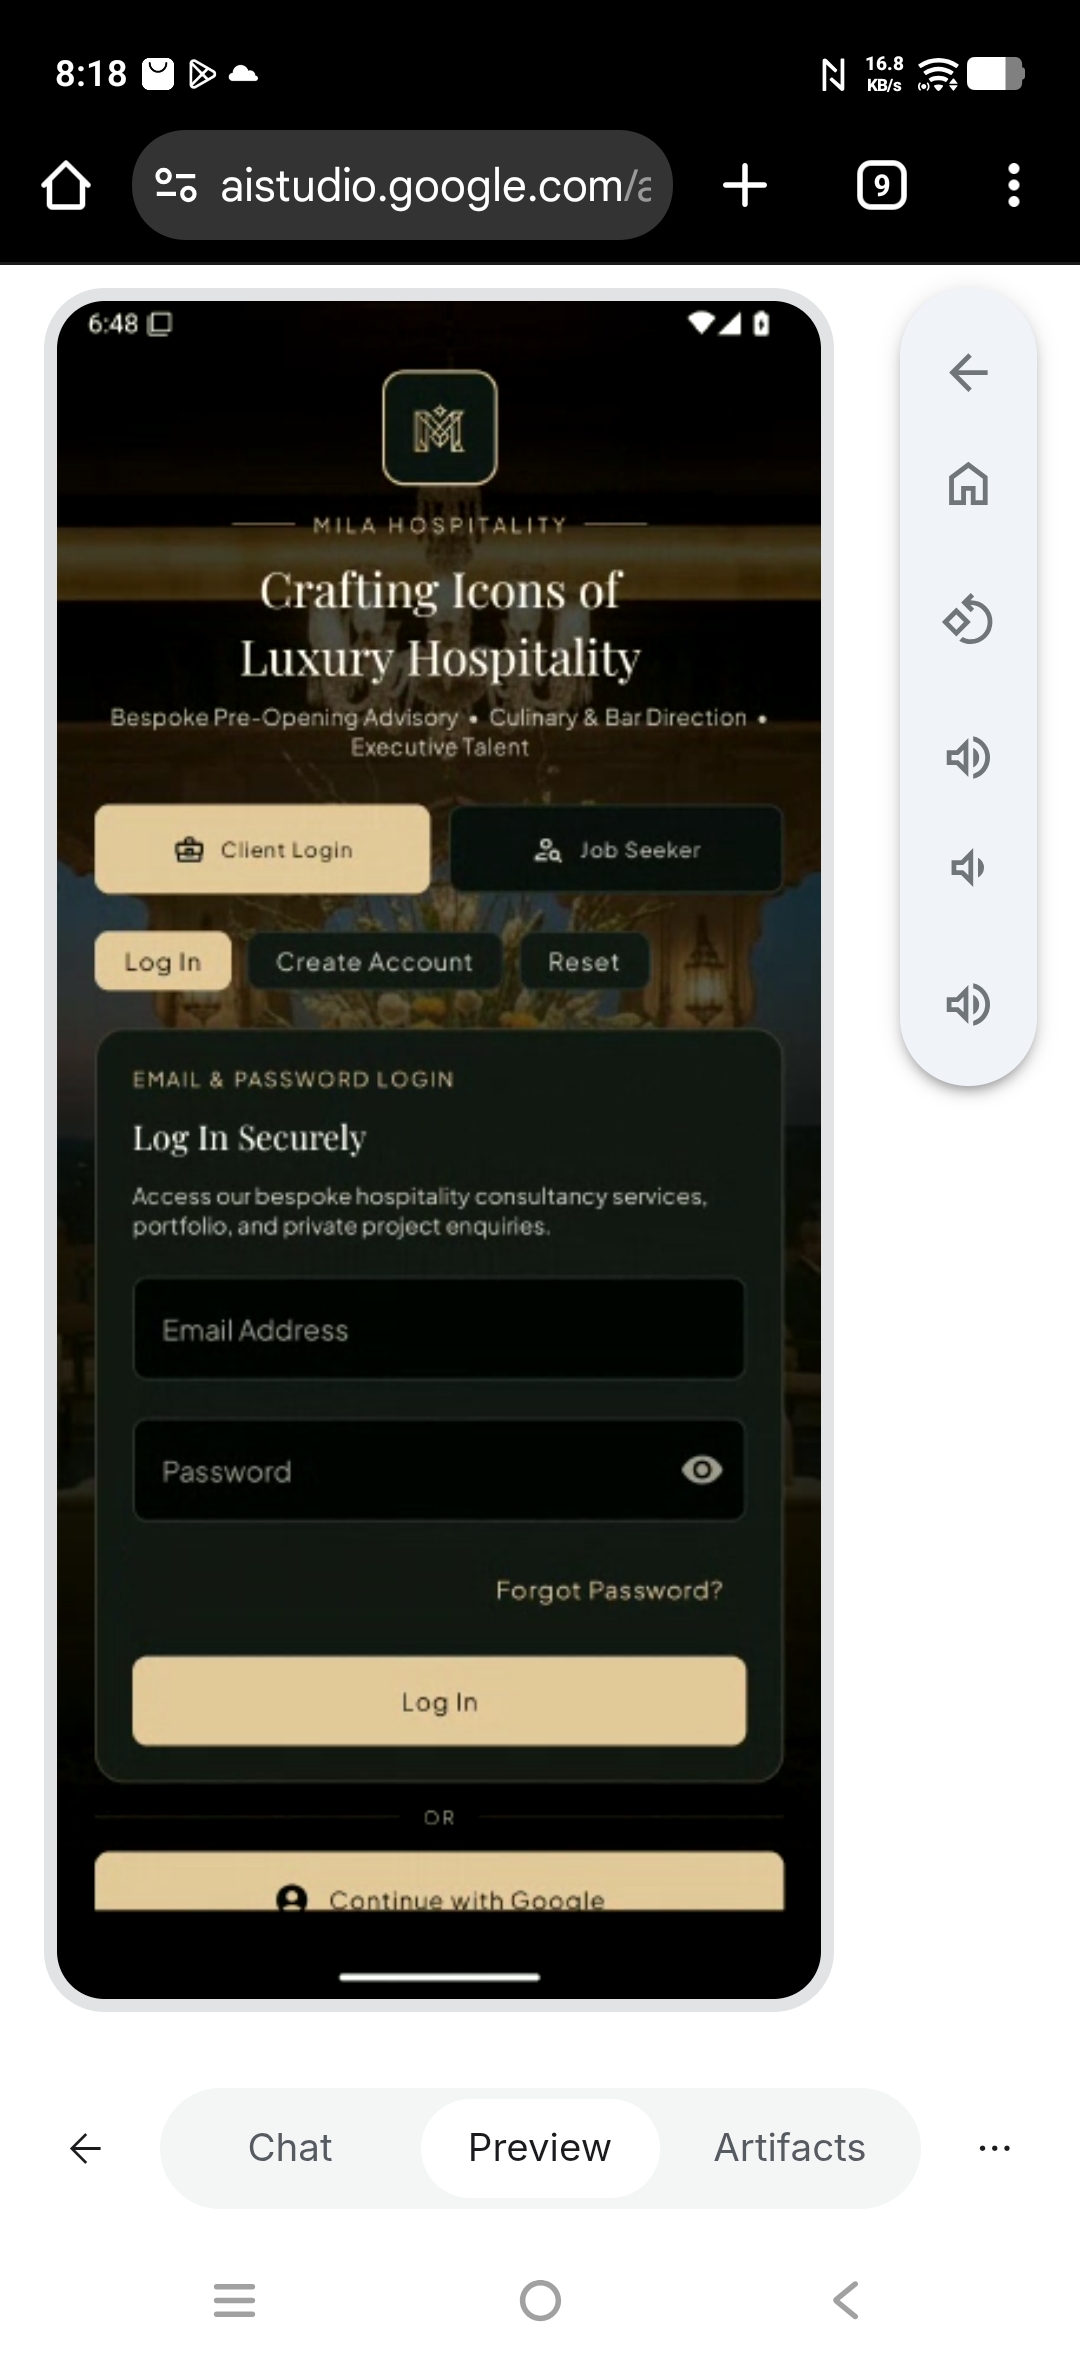 8:18
16.8
KB/s
aistudio.google.com/a
9
6:48
M
MILA HOSPITALITY
Crafting Icons of
Luxury Hospitality
Bespoke Pre-Opening Advisory • Culinary & Bar Direction •
Executive Talent
Client Login
Job Seeker
Log In
Create Account
Reset
EMAIL & PASSWORD LOGIN
Log In Securely
Access our bespoke hospitality consultancy services,
portfolio, and private project enquiries.
Email Address
Password
Forgot Password?
Log In
OR
Continue with Google
Chat
Preview
Artifacts